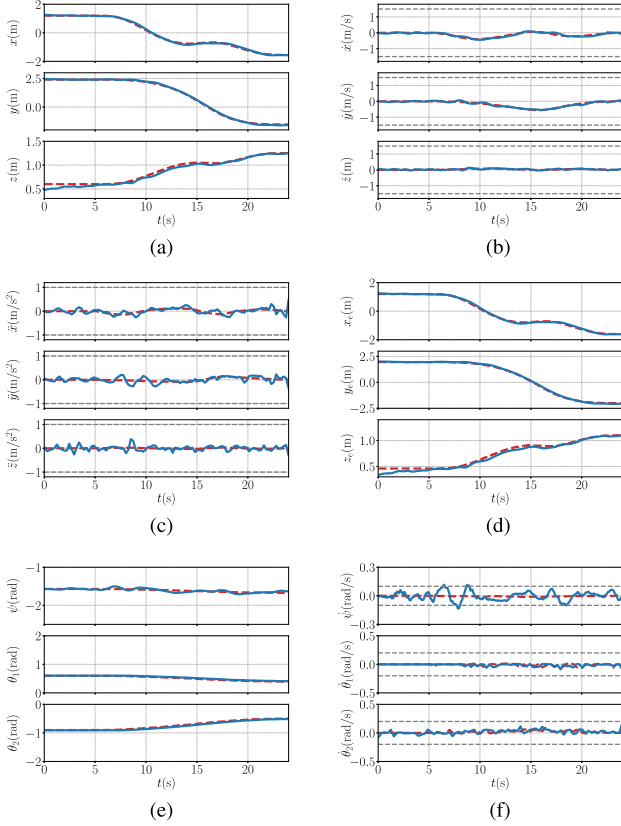 x(m)
2
0
−2
y(m)
2.5
0.0
z(m)
1.5
1.0
0.5
0 5 10 15 20
t(s)
(a)
ẋ(m/s)
1
0
−1
ẏ(m/s)
1
0
−1
ż(m/s)
1
0
−1
0 5 10 15 20
t(s)
(b)
ẍ(m/s²)
1
0
−1
ÿ(m/s²)
1
0
−1
z̈(m/s²)
1
0
−1
0 5 10 15 20
t(s)
(c)
xₑ(m)
2
0
−2
yₑ(m)
2.5
0.0
−2.5
zₑ(m)
1.0
0.5
0 5 10 15 20
t(s)
(d)
ψ(rad)
−1
−2
θ₁(rad)
2
1
0
θ₂(rad)
0
−1
−2
0 5 10 15 20
t(s)
(e)
ψ̇(rad/s)
0.3
0.0
−0.3
θ̇₁(rad/s)
0.5
0.0
−0.5
θ̇₂(rad/s)
0.5
0.0
−0.5
0 5 10 15 20
t(s)
(f)